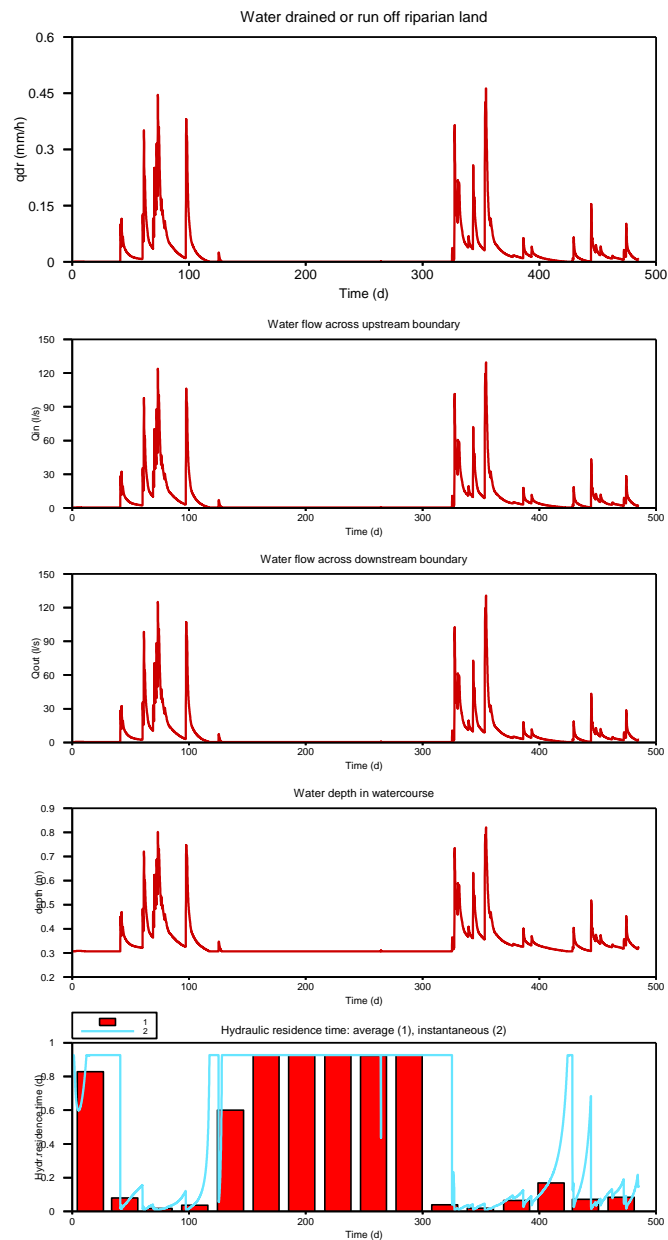 Water drained or run off riparian land
0.6
0.45
0.3
0.15
0
qdr (mm/h)
0 100 200 300 400 500
Time (d)
Water flow across upstream boundary
150
120
90
60
30
0
Qin (l/s)
0 100 200 300 400 500
Time (d)
Water flow across downstream boundary
150
120
90
60
30
0
Qout (l/s)
0 100 200 300 400 500
Time (d)
Water depth in watercourse
0.9
0.8
0.7
0.6
0.5
0.4
0.3
0.2
depth (m)
0 100 200 300 400 500
Time (d)
1
2
Hydraulic residence time: average (1), instantaneous (2)
1
0.8
0.6
0.4
0.2
0
Hydr residence time (d)
0 100 200 300 400 500
Time (d)